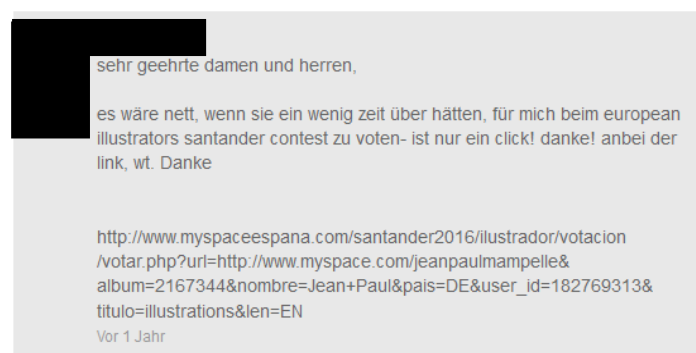 sehr geehrte damen und herren,
es wäre nett, wenn sie ein wenig zeit über hätten, für mich beim european
illustrators santander contest zu voten- ist nur ein click! danke! anbei der
link, wt. Danke
http://www.myspaceespana.com/santander2016/ilustrador/votacion
/votar.php?url=http://www.myspace.com/jeanpaulmampelle&
album=2167344&nombre=Jean+Paul&pais=DE&user_id=182769313&
titulo=illustrations&len=EN
Vor 1 Jahr